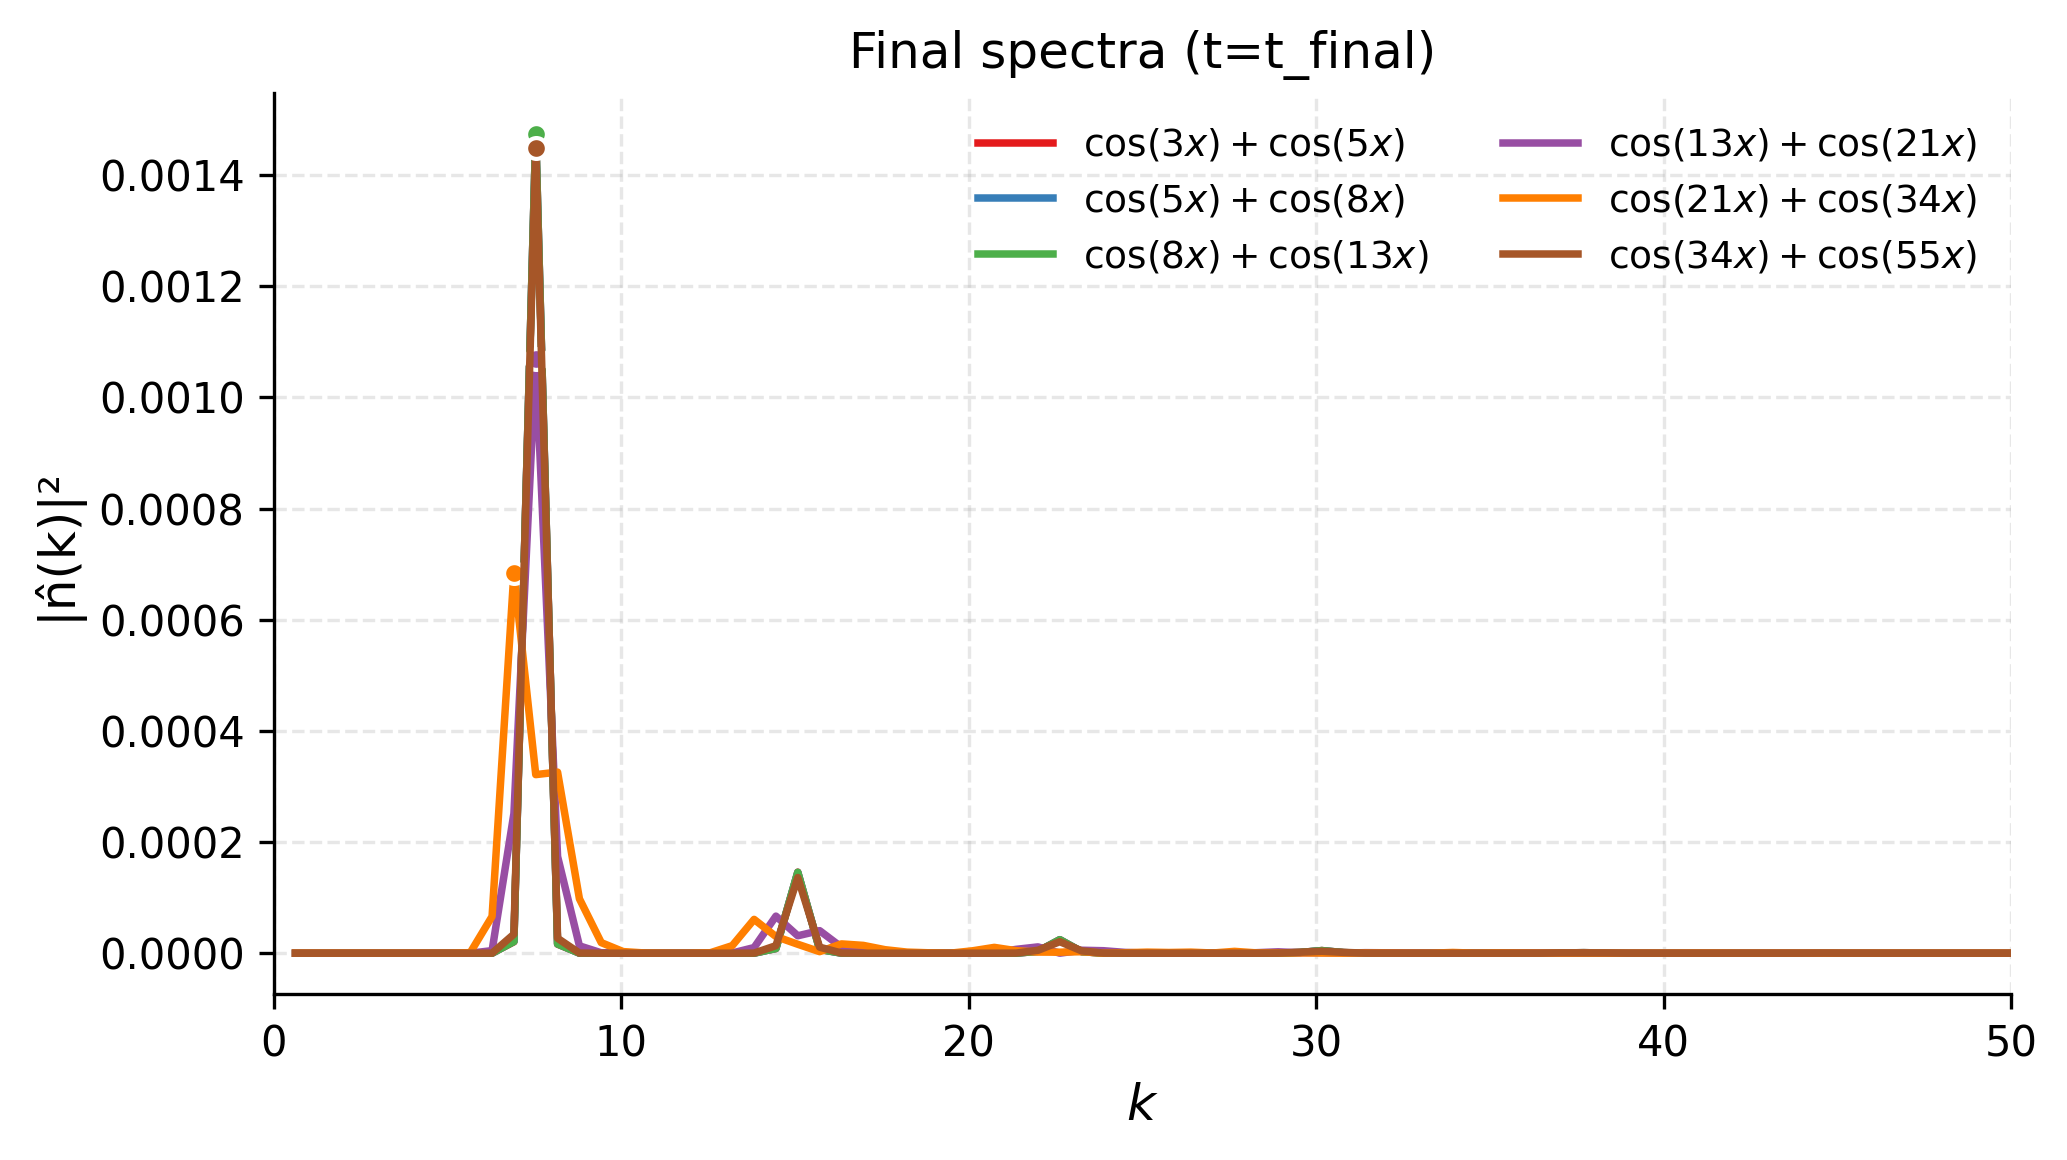 Final spectra (t=t_final)
cos(3x) + cos(5x)
cos(5x) + cos(8x)
cos(8x) + cos(13x)
cos(13x) + cos(21x)
cos(21x) + cos(34x)
cos(34x) + cos(55x)
|n̂(k)|²
0.0014
0.0012
0.0010
0.0008
0.0006
0.0004
0.0002
0.0000
0 10 20 30 40 50
k